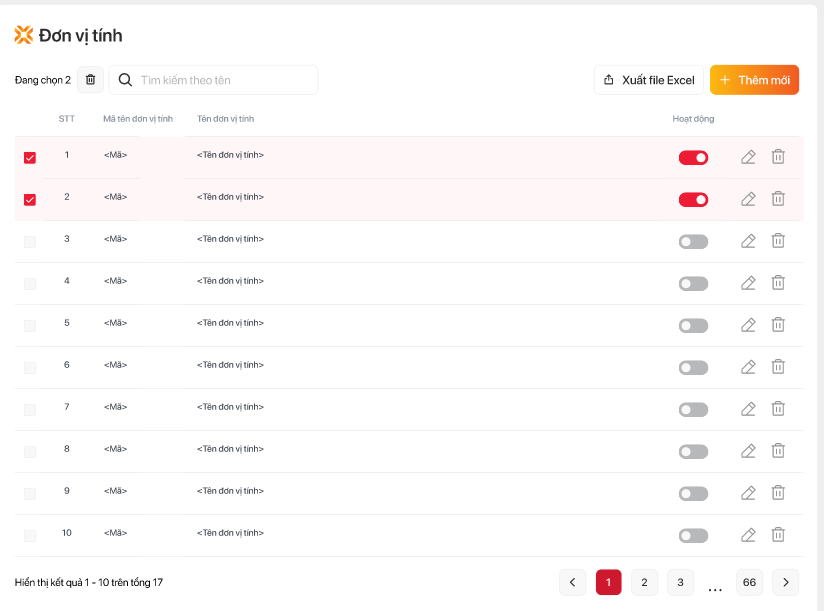 Đơn vị tính
Đang chọn 2 Tìm kiếm theo tên Xuất file Excel Thêm mới
STT Mã tên đơn vị tính Tên đơn vị tính Hoạt động
1 <Mã> <Tên đơn vị tính>
2 <Mã> <Tên đơn vị tính>
3 <Mã> <Tên đơn vị tính>
4 <Mã> <Tên đơn vị tính>
5 <Mã> <Tên đơn vị tính>
6 <Mã> <Tên đơn vị tính>
7 <Mã> <Tên đơn vị tính>
8 <Mã> <Tên đơn vị tính>
9 <Mã> <Tên đơn vị tính>
10 <Mã> <Tên đơn vị tính>
Hiển thị kết quả 1 - 10 trên tổng 17 1 2 3 ... 66